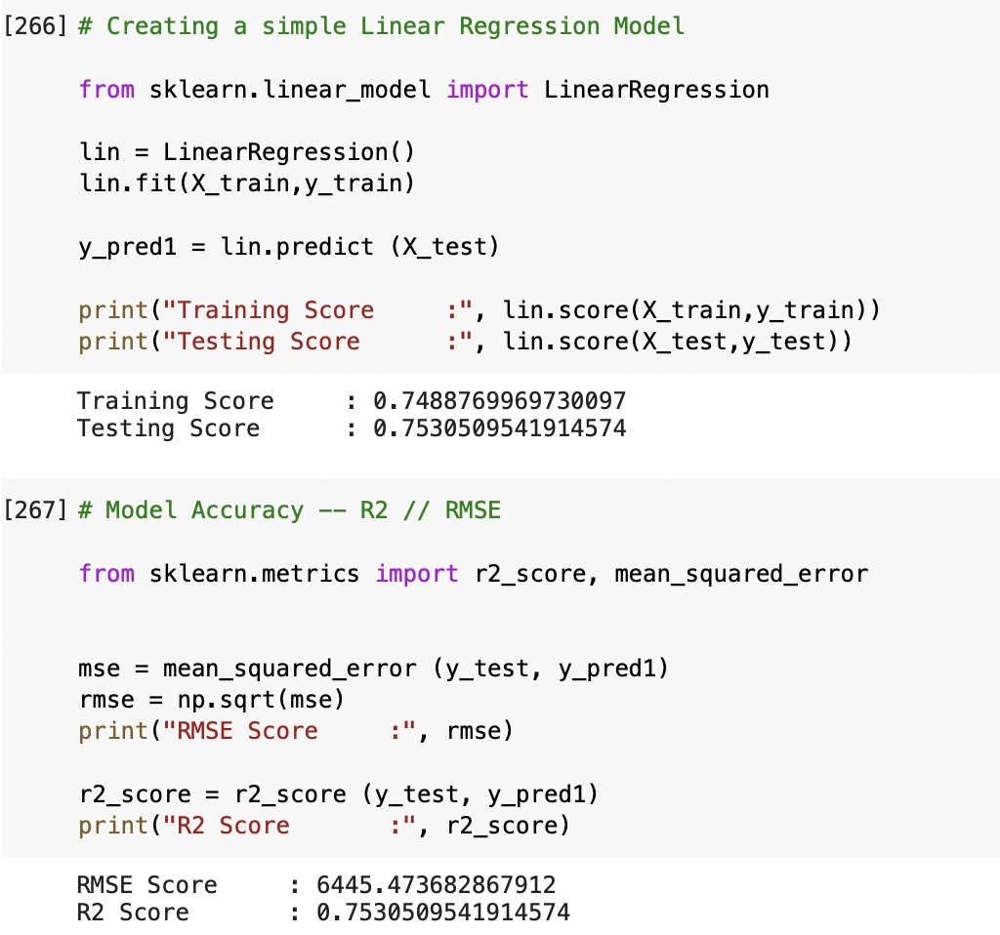 [266] # Creating a simple Linear Regression Model
from sklearn.linear_model import LinearRegression
lin = LinearRegression()
lin.fit(X_train,y_train)
y_pred1 = lin.predict (X_test)
print("Training Score     :", lin.score(X_train,y_train))
print("Testing Score      :", lin.score(X_test,y_test))
Training Score     : 0.7488769969730097
Testing Score      : 0.7530509541914574
[267] # Model Accuracy -- R2 // RMSE
from sklearn.metrics import r2_score, mean_squared_error
mse = mean_squared_error (y_test, y_pred1)
rmse = np.sqrt(mse)
print("RMSE Score     :", rmse)
r2_score = r2_score (y_test, y_pred1)
print("R2 Score       :", r2_score)
RMSE Score     : 6445.473682867912
R2 Score       : 0.7530509541914574